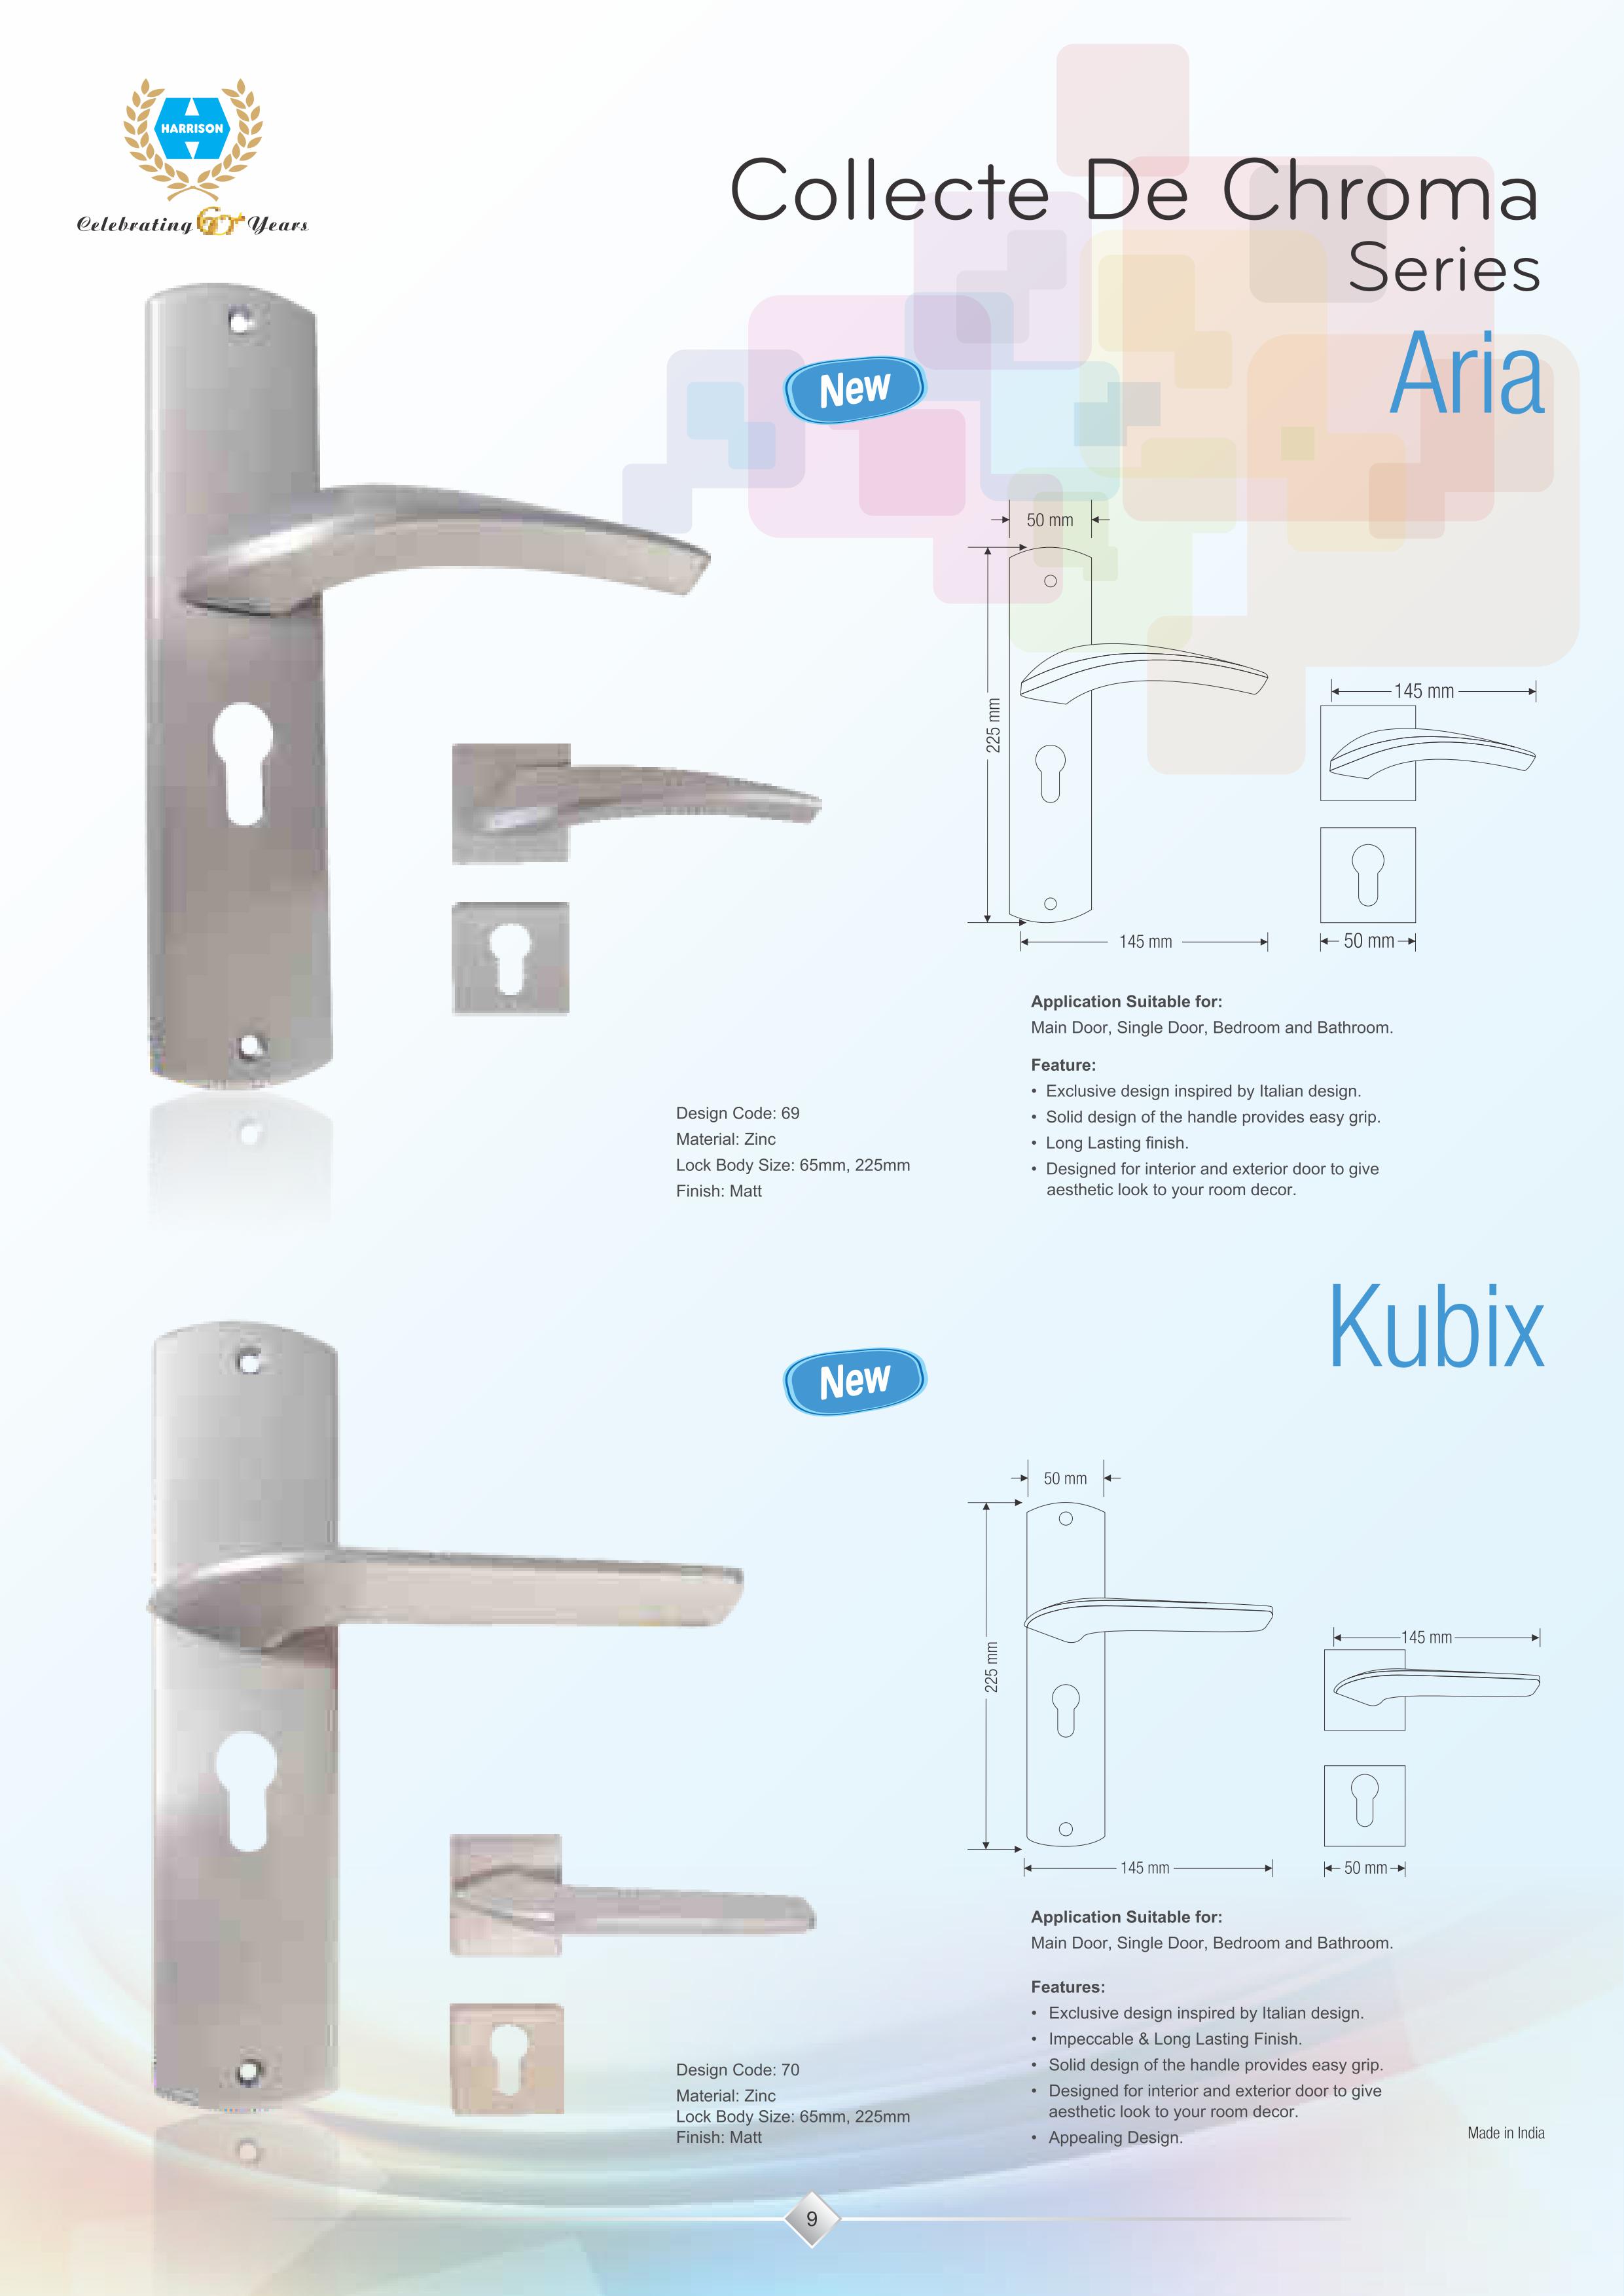 HARRISON
Celebrating 60 Years
Collecte De Chroma
Series
Aria
New
50 mm
225 mm
145 mm
145 mm
50 mm
Application Suitable for:
Main Door, Single Door, Bedroom and Bathroom.
Feature:
• Exclusive design inspired by Italian design.
• Solid design of the handle provides easy grip.
• Long Lasting finish.
• Designed for interior and exterior door to give
aesthetic look to your room decor.
Design Code: 69
Material: Zinc
Lock Body Size: 65mm, 225mm
Finish: Matt
Kubix
New
50 mm
225 mm
145 mm
145 mm
50 mm
Application Suitable for:
Main Door, Single Door, Bedroom and Bathroom.
Features:
• Exclusive design inspired by Italian design.
• Impeccable & Long Lasting Finish.
• Solid design of the handle provides easy grip.
• Designed for interior and exterior door to give
aesthetic look to your room decor.
• Appealing Design.
Design Code: 70
Material: Zinc
Lock Body Size: 65mm, 225mm
Finish: Matt
Made in India
9